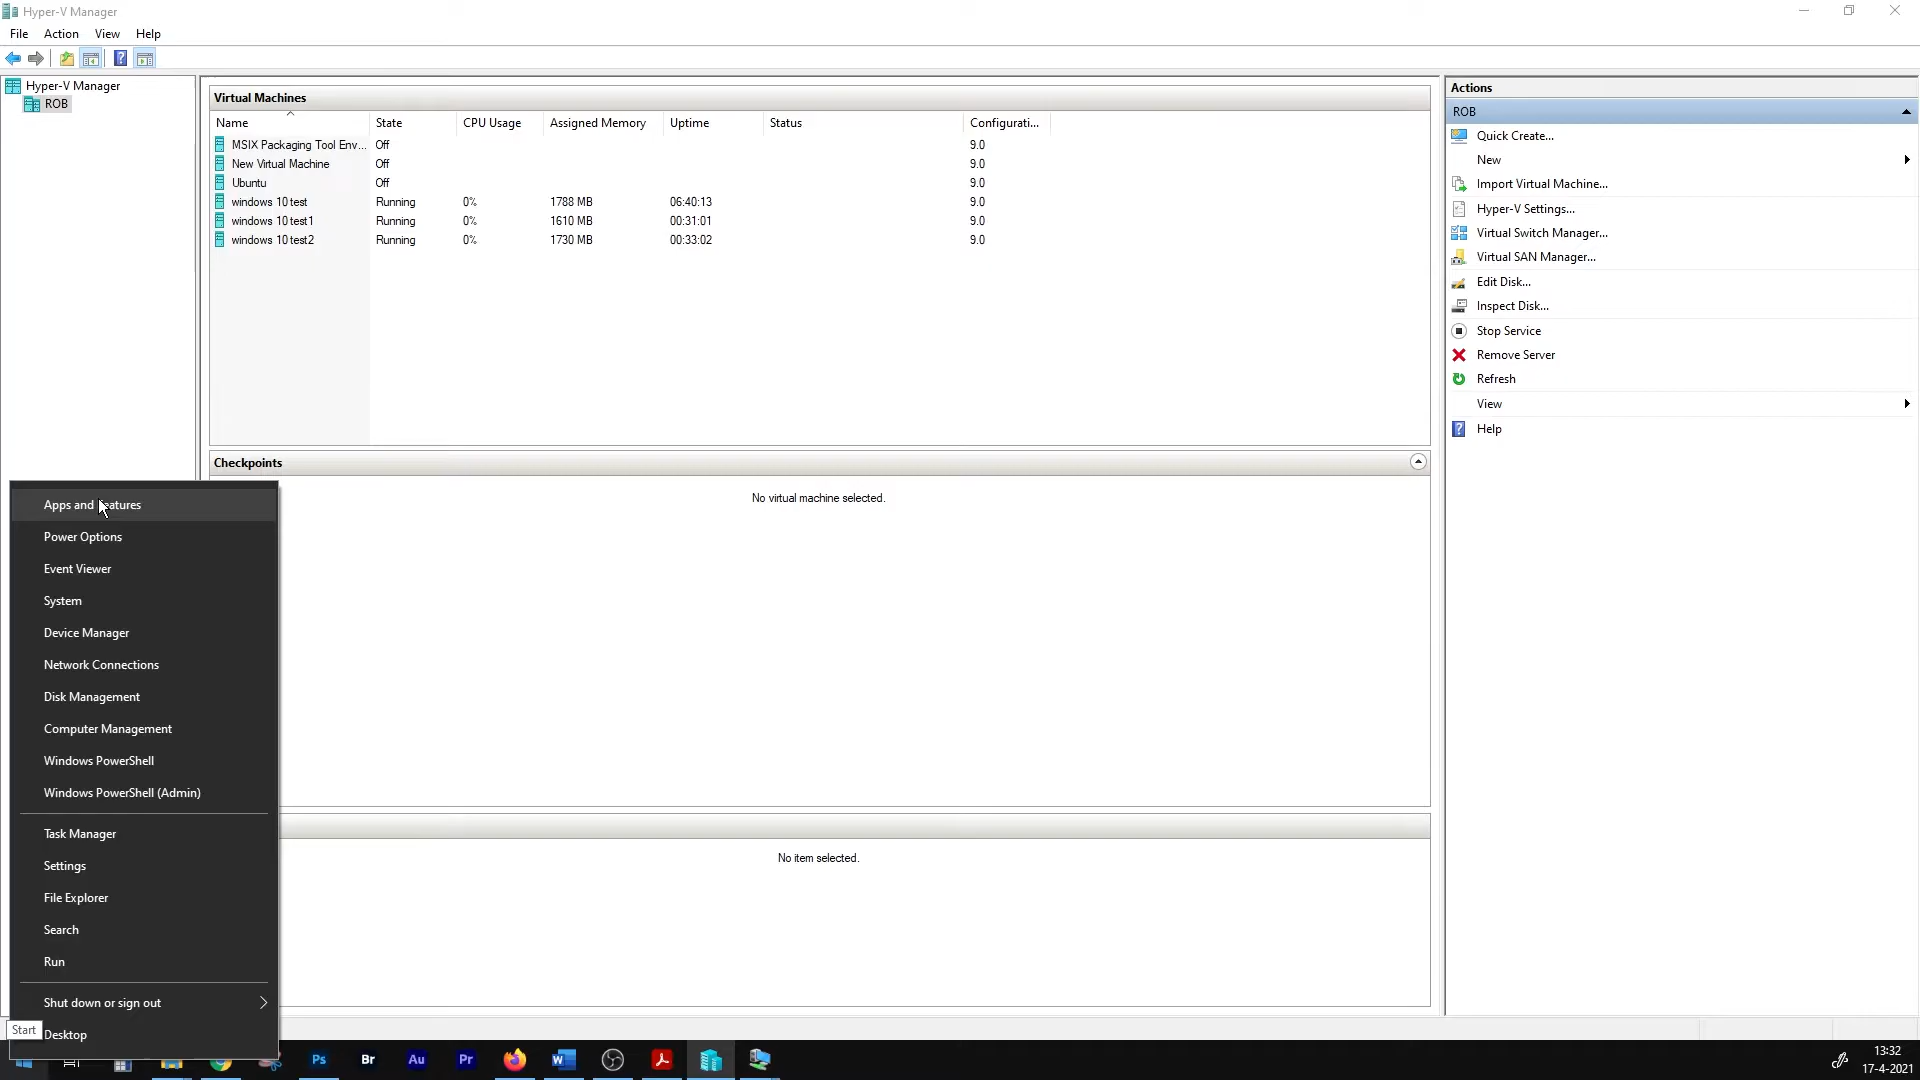 Hyper-V Manager
File Action View Help
Hyper-V Manager
ROB
Virtual Machines
Name State CPU Usage Assigned Memory Uptime Status Configurati...
MSIX Packaging Tool Env... Off 9.0
New Virtual Machine Off 9.0
Ubuntu Off 9.0
windows 10 test Running 0% 1788 MB 06:40:13 9.0
windows 10 test1 Running 0% 1610 MB 00:31:01 9.0
windows 10 test2 Running 0% 1730 MB 00:33:02 9.0
Checkpoints
No virtual machine selected.
No item selected.
Actions
ROB
Quick Create...
New
Import Virtual Machine...
Hyper-V Settings...
Virtual Switch Manager...
Virtual SAN Manager...
Edit Disk...
Inspect Disk...
Stop Service
Remove Server
Refresh
View
Help
Apps and Features
Power Options
Event Viewer
System
Device Manager
Network Connections
Disk Management
Computer Management
Windows PowerShell
Windows PowerShell (Admin)
Task Manager
Settings
File Explorer
Search
Run
Shut down or sign out
Desktop
Start
Ps Br Au Pr W
13:32
17-4-2021